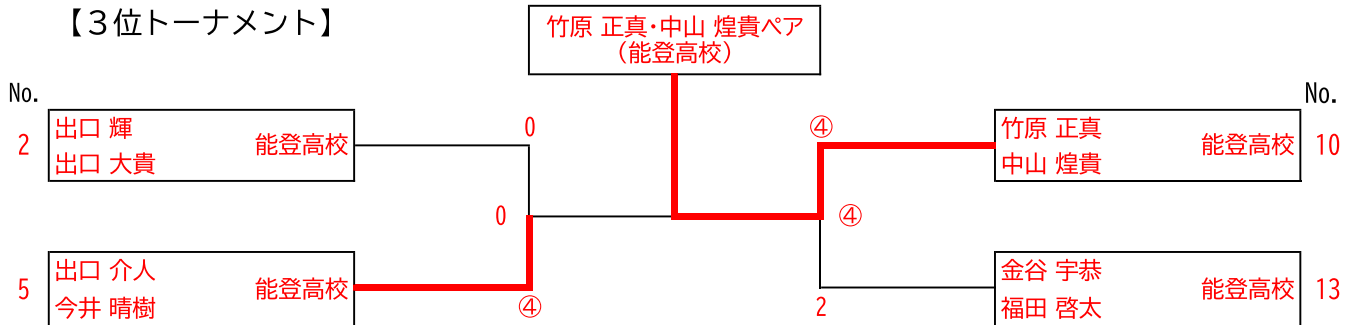 【３位トーナメント】
竹原 正真・中山 煌貴ペア
（能登高校）
No.
No.
2
出口 輝
出口 大貴
能登高校
0
④
竹原 正真
中山 煌貴
能登高校
10
0
④
5
出口 介人
今井 晴樹
能登高校
④
2
金谷 宇恭
福田 啓太
能登高校
13